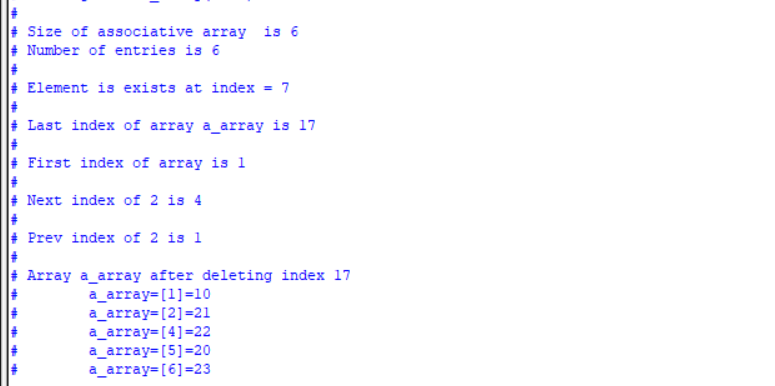 #
# Size of associative array  is 6
# Number of entries is 6
#
# Element is exists at index = 7
#
# Last index of array a_array is 17
#
# First index of array is 1
#
# Next index of 2 is 4
#
# Prev index of 2 is 1
#
# Array a_array after deleting index 17
#        a_array=[1]=10
#        a_array=[2]=21
#        a_array=[4]=22
#        a_array=[5]=20
#        a_array=[6]=23